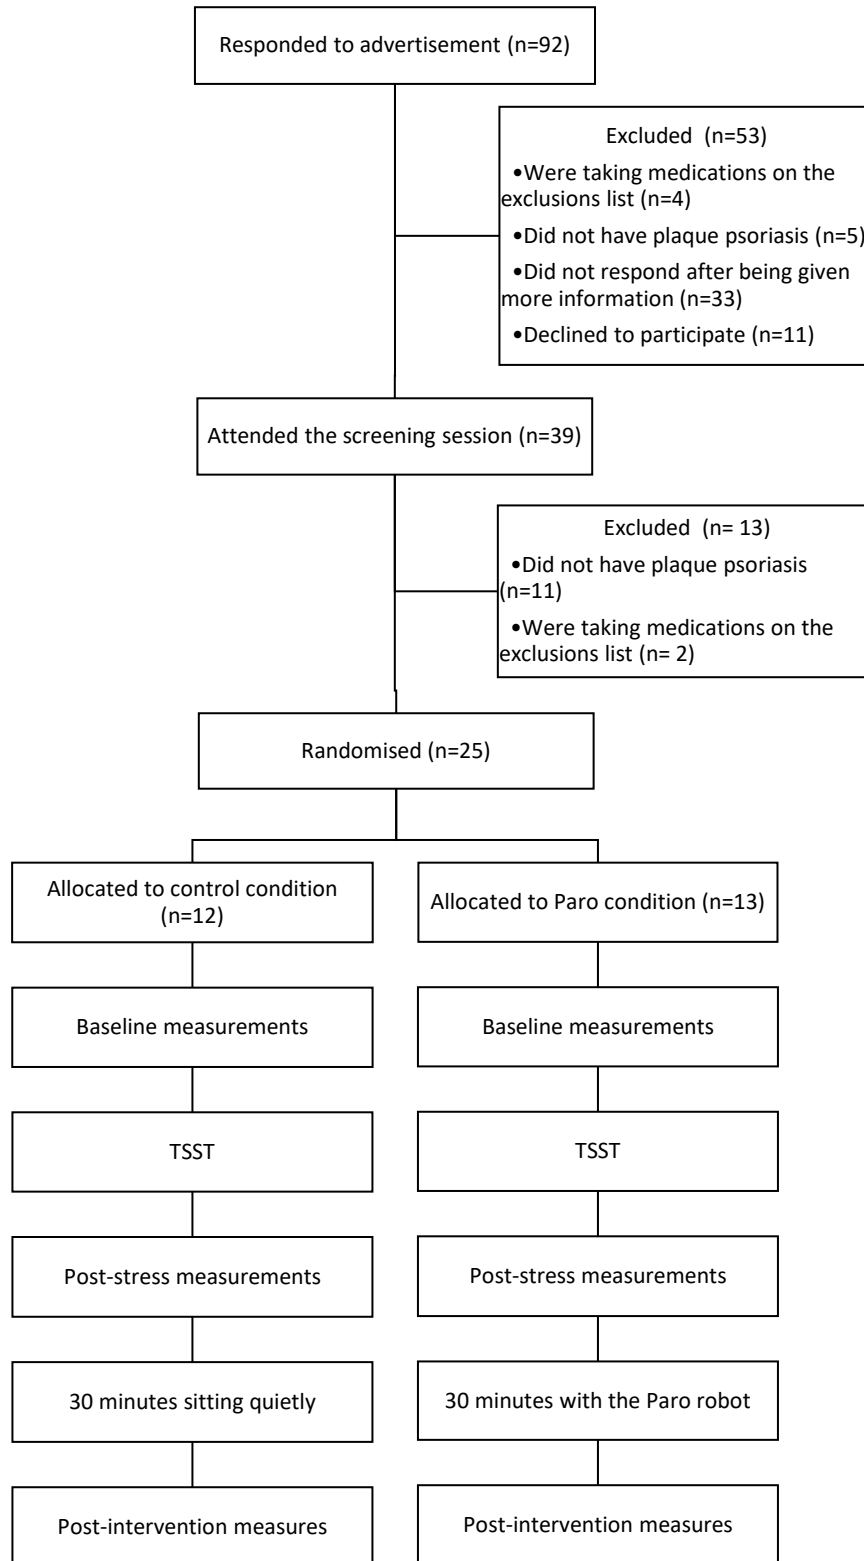 Responded to advertisement (n=92)
Excluded  (n=53)
•Were taking medications on the
exclusions list (n=4)
•Did not have plaque psoriasis (n=5)
•Did not respond after being given
more information (n=33)
•Declined to participate (n=11)
Attended the screening session (n=39)
Excluded  (n= 13)
•Did not have plaque psoriasis
(n=11)
•Were taking medications on the
exclusions list (n= 2)
Randomised (n=25)
Allocated to control condition
(n=12)
Allocated to Paro condition (n=13)
Baseline measurements
Baseline measurements
TSST
TSST
Post-stress measurements
Post-stress measurements
30 minutes sitting quietly
30 minutes with the Paro robot
Post-intervention measures
Post-intervention measures